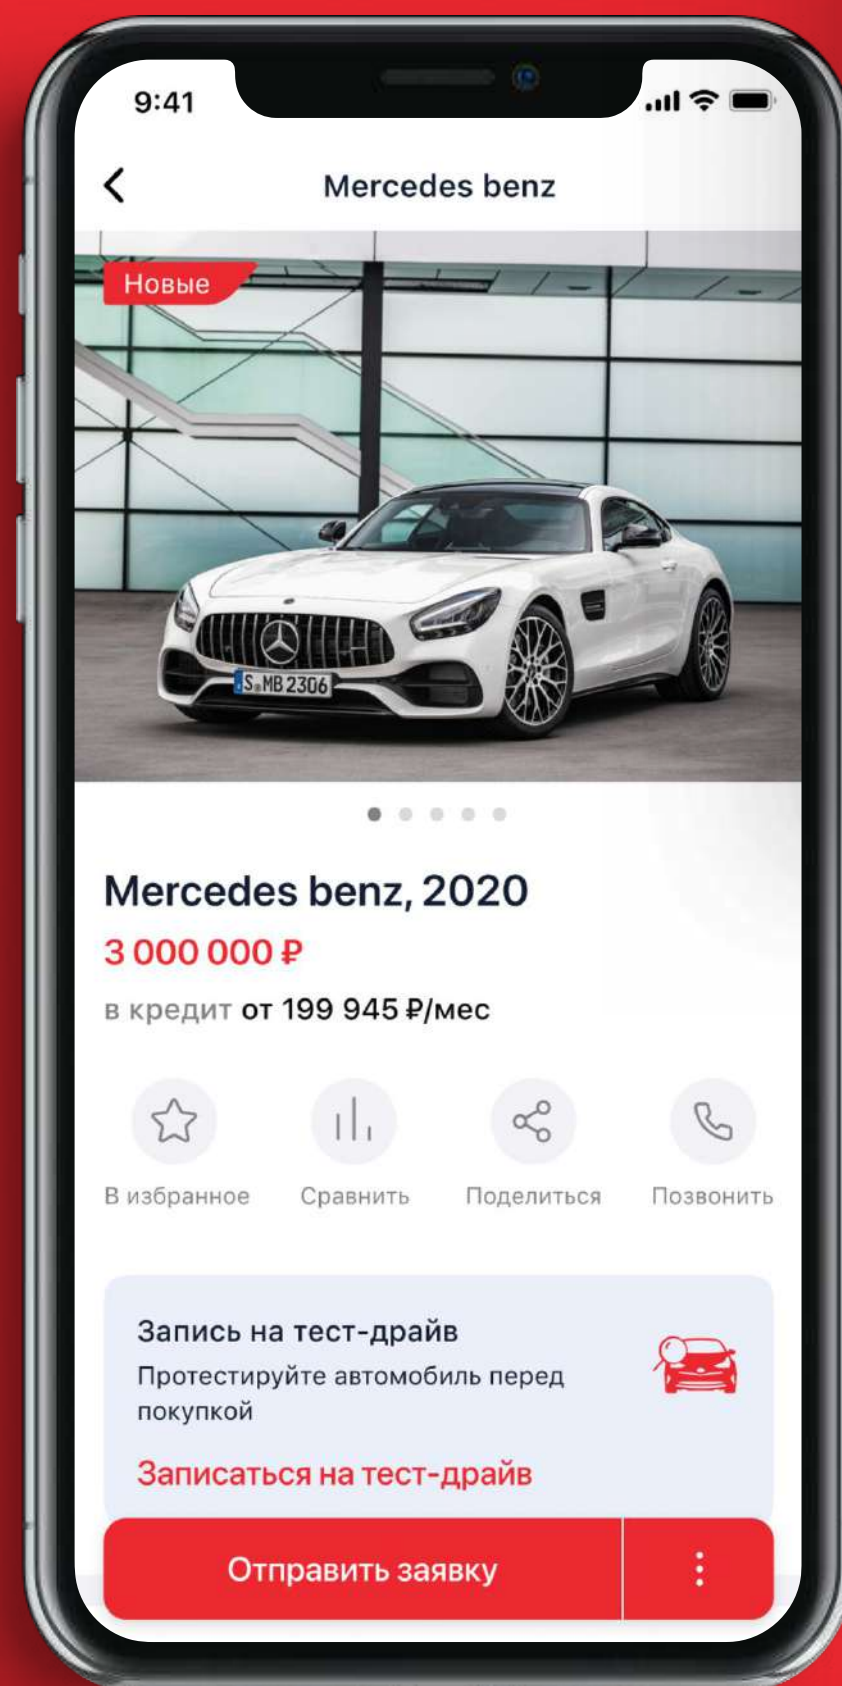 9:41
Mercedes benz
Новые
S MB 2306
Mercedes benz, 2020
3 000 000 ₽
в кредит от 199 945 ₽/мес
В избранное
Сравнить
Поделиться
Позвонить
Запись на тест-драйв
Протестируйте автомобиль перед
покупкой
Записаться на тест-драйв
Отправить заявку